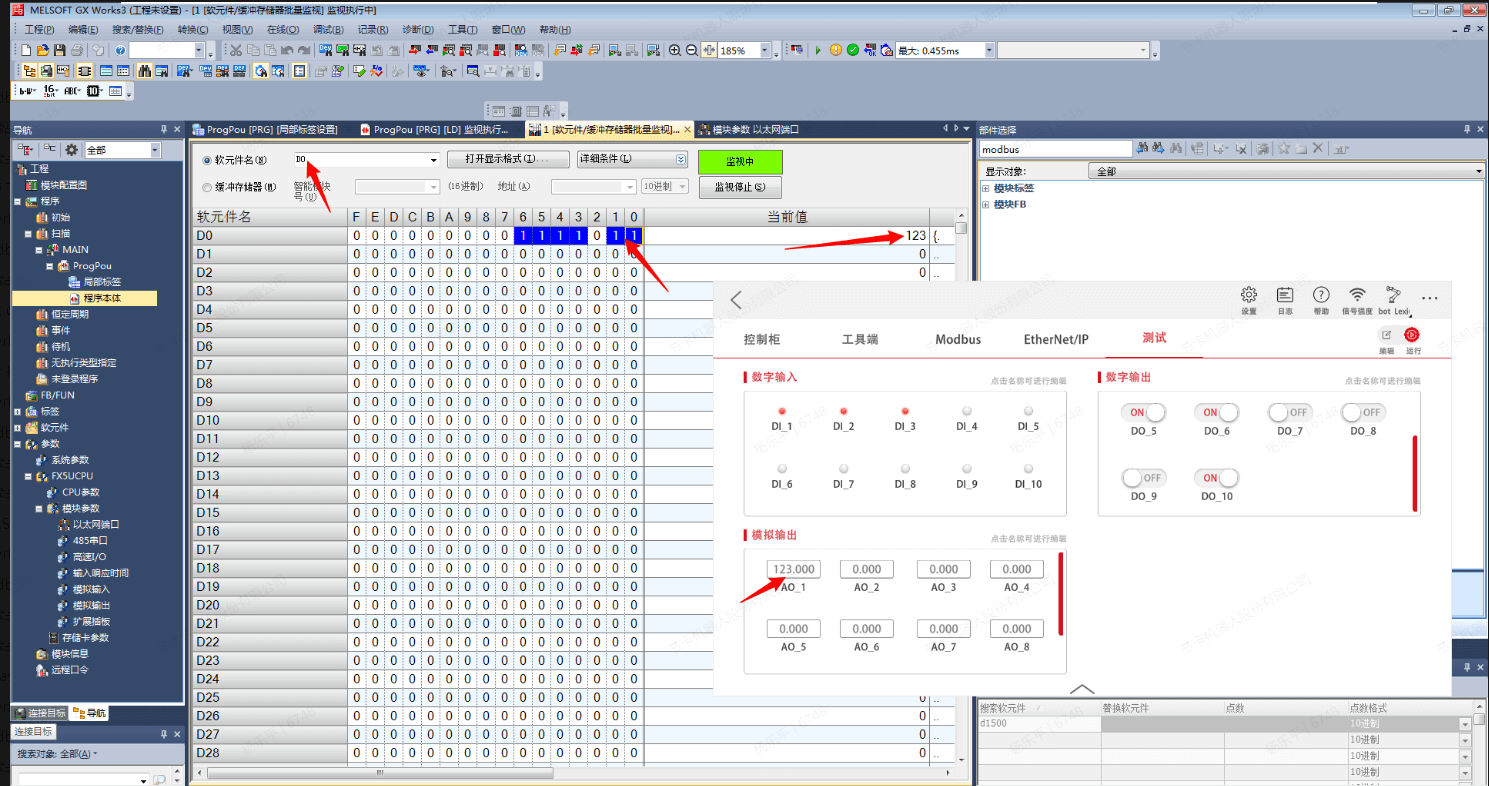 MELSOFT GX Works3 (工程未设置) - [1 [软元件/缓冲存储器批量监视] 监视执行中]
工程(P) 编辑(E) 搜索/替换(F) 转换(C) 视图(V) 在线(O) 调试(B) 记录(R) 诊断(D) 工具(T) 窗口(W) 帮助(H)
185% 最大: 0.455ms
导航
全部
工程
模块配置图
程序
初始
扫描
MAIN
ProgPou
局部标签
程序本体
恒定周期
事件
待机
无执行类型指定
未登录程序
FB/FUN
标签
软元件
参数
系统参数
FX5UCPU
CPU参数
模块参数
以太网端口
485串口
高速I/O
输入响应时间
模拟输入
模拟输出
扩展插板
存储卡参数
模块信息
远程口令
连接目标 导航
连接目标
搜索对象: 全部(A)
ProgPou [PRG] [局部标签设置] ProgPou [PRG] [LD] 监视执行... 1 [软元件/缓冲存储器批量监视]... 模块参数 以太网端口
软元件名(N) D0 打开显示格式(I)... 详细条件(L) 监视中
缓冲存储器(M) 智能模块号(U) (16进制) 地址(A) 10进制 监视停止(S)
软元件名 F E D C B A 9 8 7 6 5 4 3 2 1 0 当前值
D0 0 0 0 0 0 0 0 0 0 1 1 1 1 0 1 1 123 {.
D1 0 0 0 0 0 0 0 0 0 0 0 0 0 0 0 0 0 ..
D2 0 0 0 0 0 0 0 0 0 0 0 0 0 0 0 0 0 ..
D3 0 0 0 0 0 0 0 0 0 0 0 0 0 0 0 0
D4 0 0 0 0 0 0 0 0 0 0 0 0 0 0 0 0
D5 0 0 0 0 0 0 0 0 0 0 0 0 0 0 0 0
D6 0 0 0 0 0 0 0 0 0 0 0 0 0 0 0 0
D7 0 0 0 0 0 0 0 0 0 0 0 0 0 0 0 0
D8 0 0 0 0 0 0 0 0 0 0 0 0 0 0 0 0
D9 0 0 0 0 0 0 0 0 0 0 0 0 0 0 0 0
D10 0 0 0 0 0 0 0 0 0 0 0 0 0 0 0 0
D11 0 0 0 0 0 0 0 0 0 0 0 0 0 0 0 0
D12 0 0 0 0 0 0 0 0 0 0 0 0 0 0 0 0
D13 0 0 0 0 0 0 0 0 0 0 0 0 0 0 0 0
D14 0 0 0 0 0 0 0 0 0 0 0 0 0 0 0 0
D15 0 0 0 0 0 0 0 0 0 0 0 0 0 0 0 0
D16 0 0 0 0 0 0 0 0 0 0 0 0 0 0 0 0
D17 0 0 0 0 0 0 0 0 0 0 0 0 0 0 0 0
D18 0 0 0 0 0 0 0 0 0 0 0 0 0 0 0 0
D19 0 0 0 0 0 0 0 0 0 0 0 0 0 0 0 0
D20 0 0 0 0 0 0 0 0 0 0 0 0 0 0 0 0
D21 0 0 0 0 0 0 0 0 0 0 0 0 0 0 0 0
D22 0 0 0 0 0 0 0 0 0 0 0 0 0 0 0 0
D23 0 0 0 0 0 0 0 0 0 0 0 0 0 0 0 0
D24 0 0 0 0 0 0 0 0 0 0 0 0 0 0 0 0
D25 0 0 0 0 0 0 0 0 0 0 0 0 0 0 0 0 0 ..
D26 0 0 0 0 0 0 0 0 0 0 0 0 0 0 0 0 0 ..
D27 0 0 0 0 0 0 0 0 0 0 0 0 0 0 0 0 0 ..
D28 0 0 0 0 0 0 0 0 0 0 0 0 0 0 0 0 0 ..
部件选择
modbus
显示对象: 全部
模块标签
模块FB
设置 日志 帮助 信号强度 bot Lexi
控制柜 工具端 Modbus EtherNet/IP 测试
编辑 运行
数字输入 点击名称可进行编辑
DI_1 DI_2 DI_3 DI_4 DI_5
DI_6 DI_7 DI_8 DI_9 DI_10
数字输出 点击名称可进行编辑
ON ON OFF OFF
DO_5 DO_6 DO_7 DO_8
OFF ON
DO_9 DO_10
模拟输出 点击名称可进行编辑
123.000 0.000 0.000 0.000
AO_1 AO_2 AO_3 AO_4
0.000 0.000 0.000 0.000
AO_5 AO_6 AO_7 AO_8
搜索软元件 替换软元件 点数 点数格式
d1500 10进制
10进制
10进制
10进制